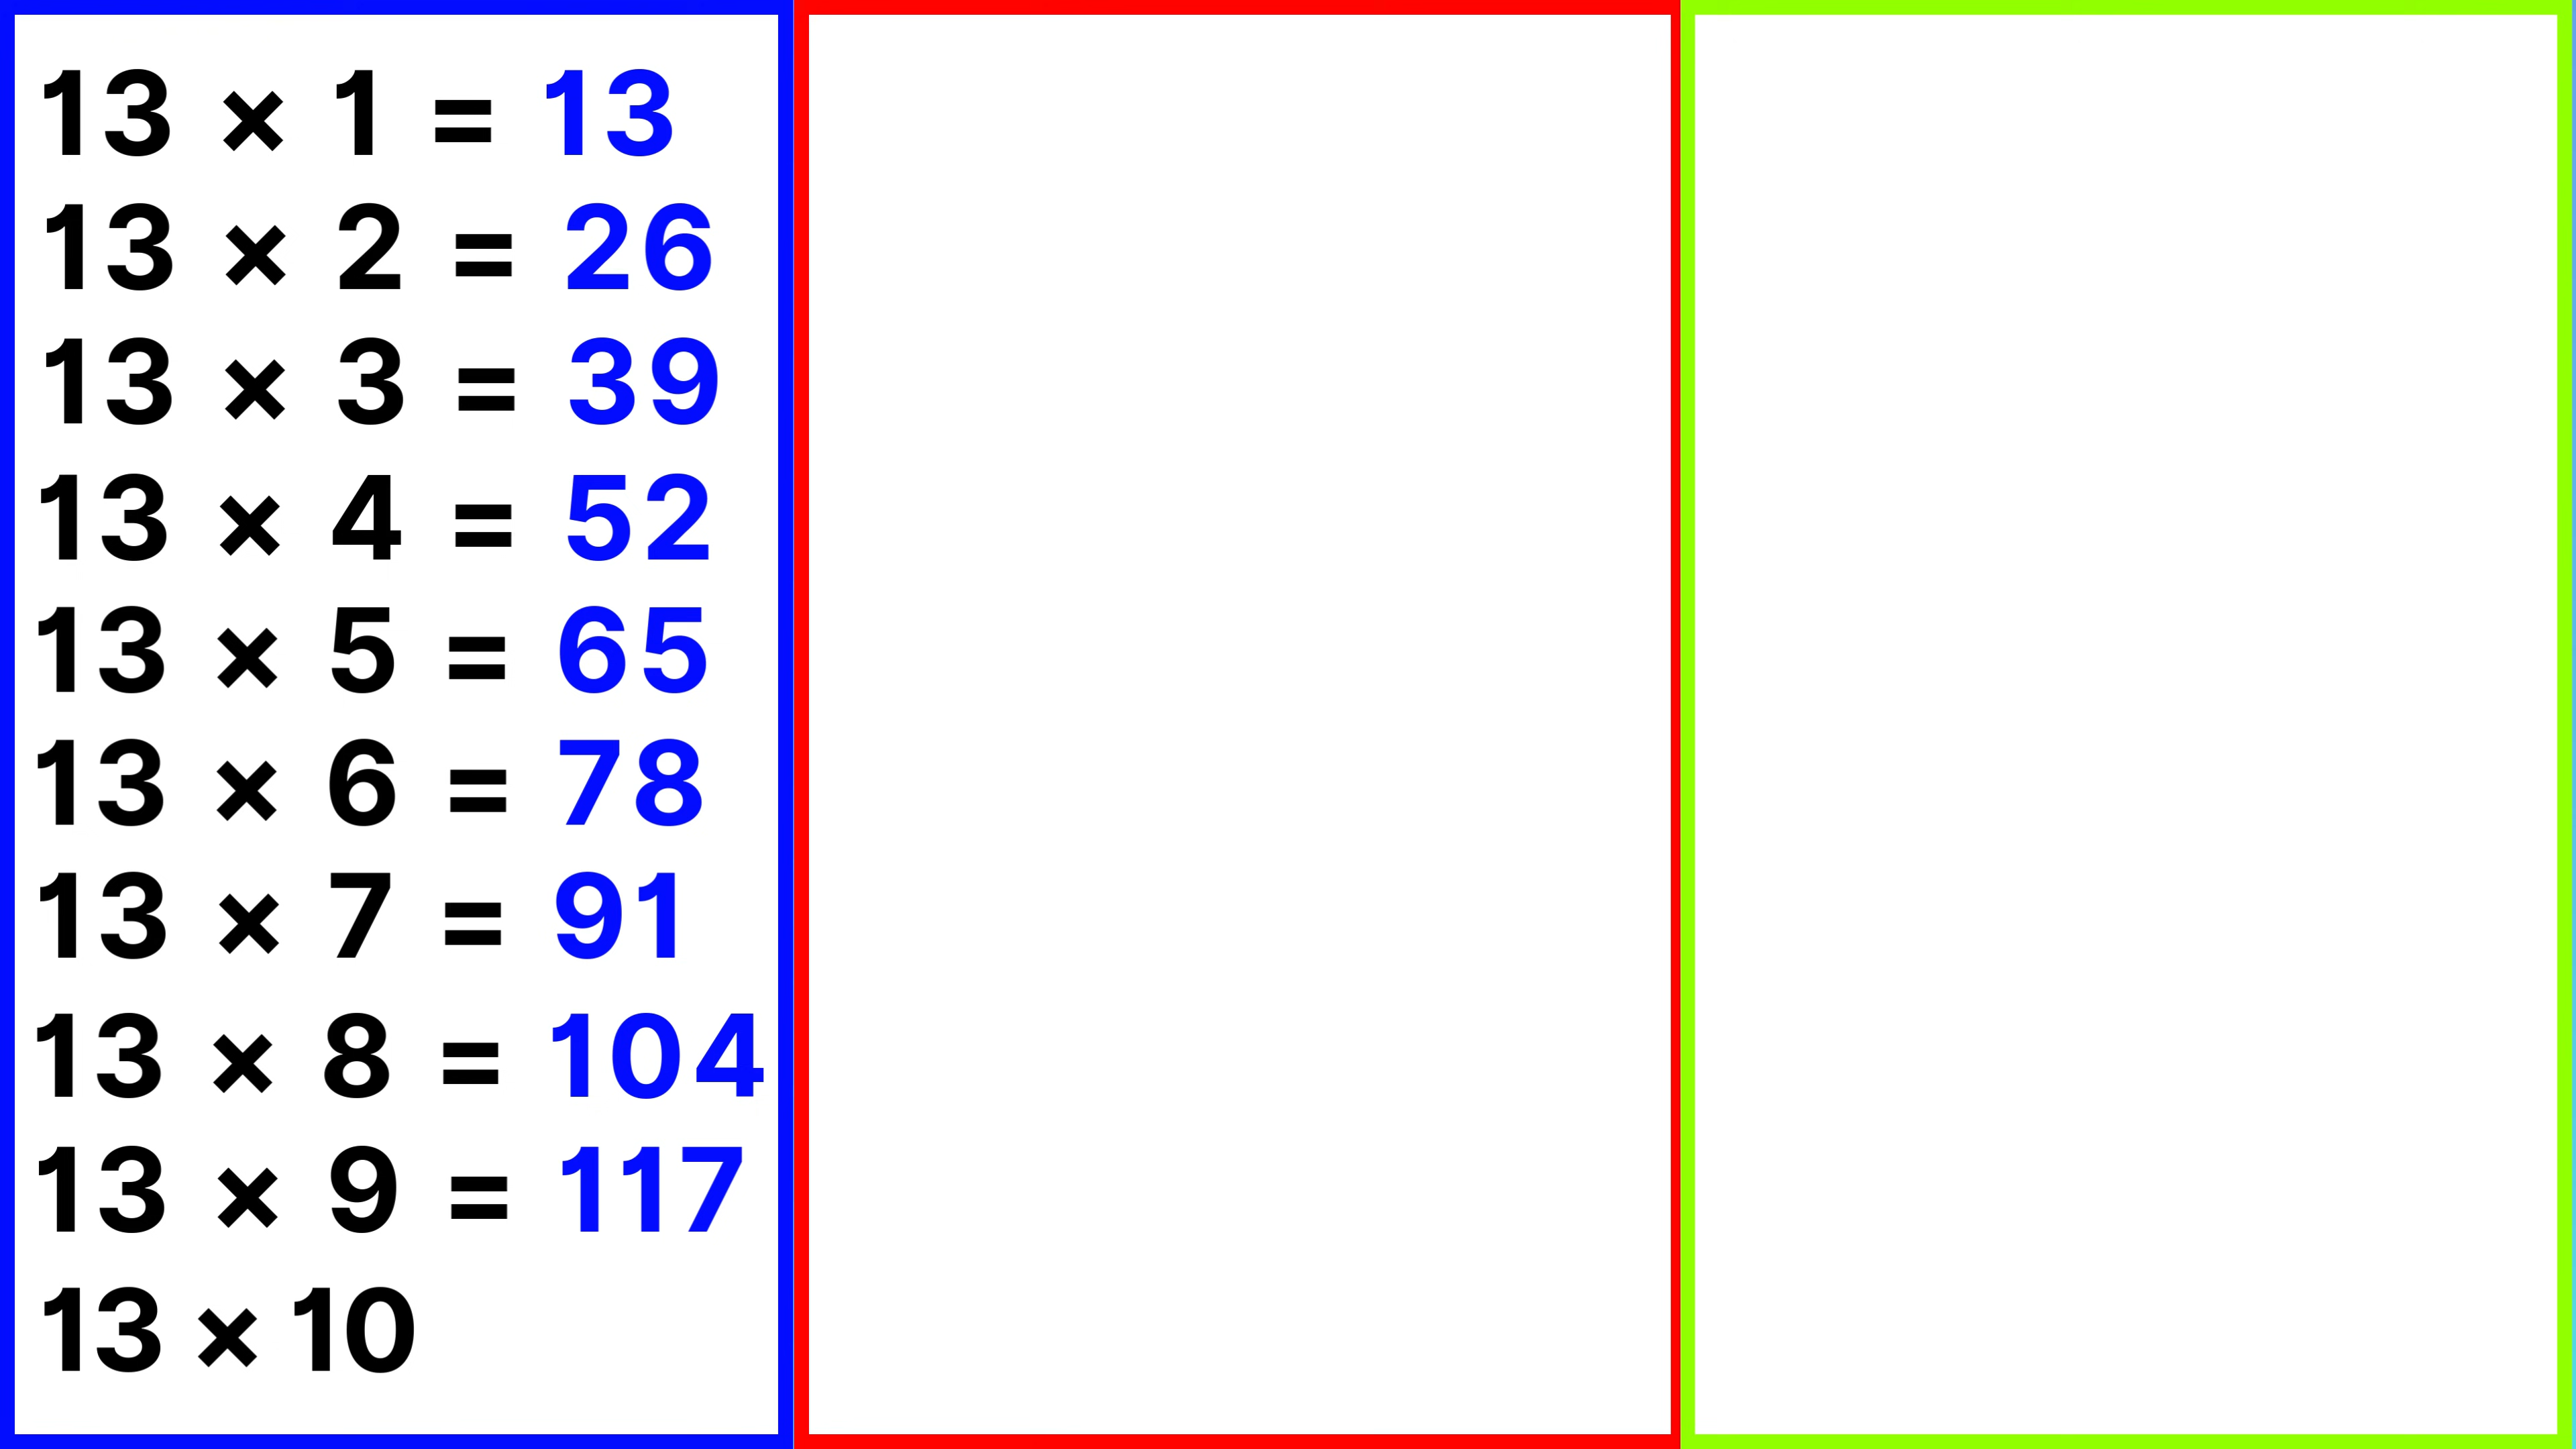 13 × 1 = 13
13 × 2 = 26
13 × 3 = 39
13 × 4 = 52
13 × 5 = 65
13 × 6 = 78
13 × 7 = 91
13 × 8 = 104
13 × 9 = 117
13 × 10